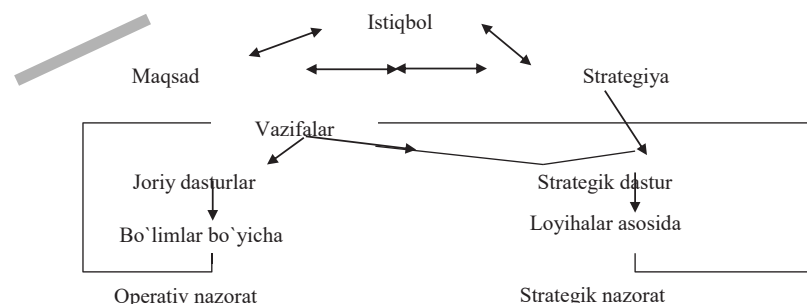 Istiqbol
Maqsad
Strategiya
Vazifalar
Joriy dasturlar
Strategik dastur
Bo`limlar bo`yicha
Loyihalar asosida
Operativ nazorat
Strategik nazorat